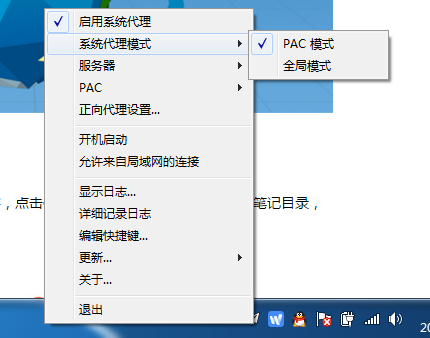 启用系统代理
系统代理模式
PAC 模式
全局模式
服务器
PAC
正向代理设置...
开机启动
允许来自局域网的连接
显示日志...
，点击
笔记目录，
详细记录日志
编辑快捷键...
更新...
关于...
退出
W
20